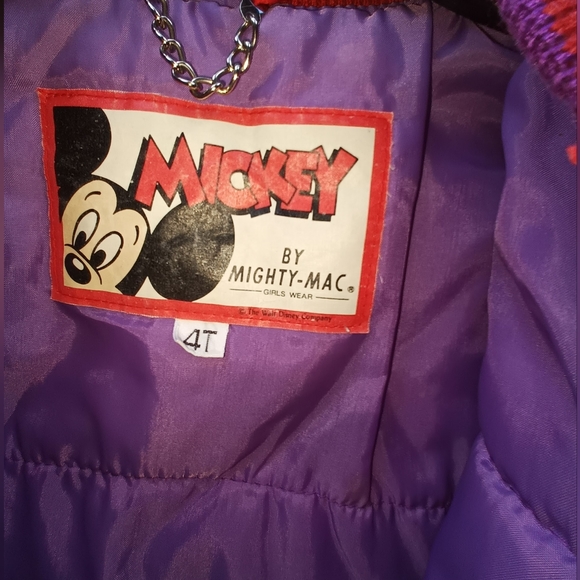 MICKEY
BY
MIGHTY-MAC®
GIRLS WEAR
© The Walt Disney Company
4T